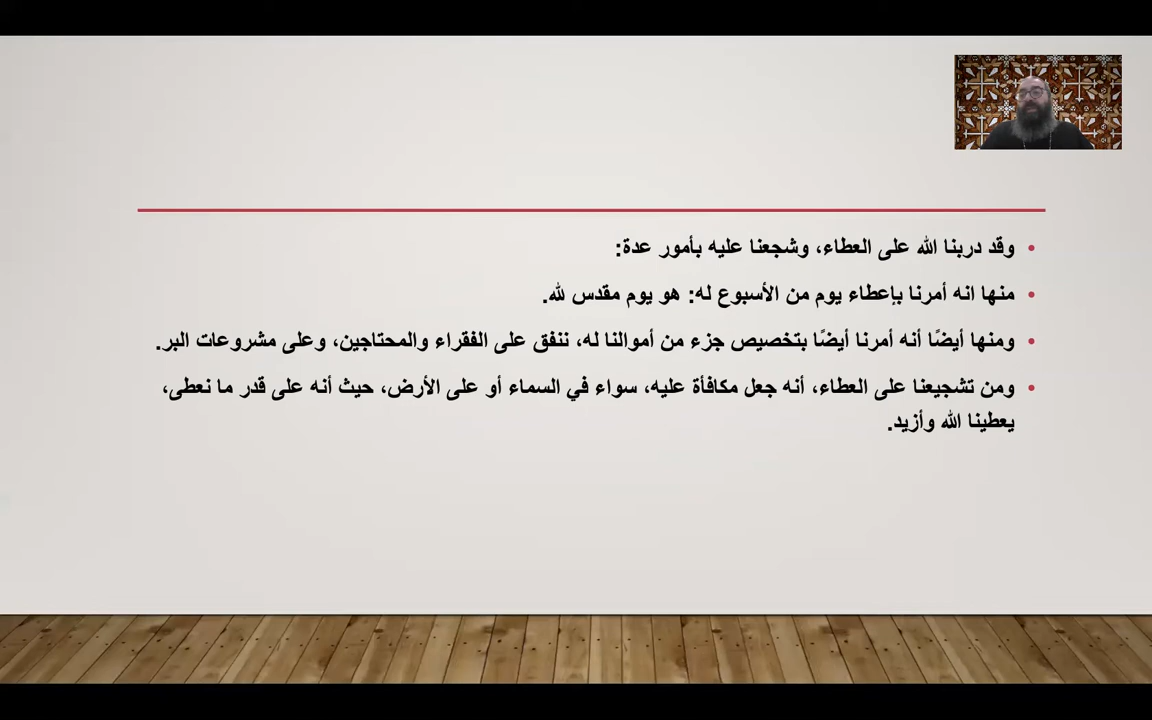 • وقد دربنا الله على العطاء، وشجعنا عليه بأمور عدة:
• منها انه أمرنا بإعطاء يوم من الأسبوع له: هو يوم مقدس لله.
• ومنها أيضًا أنه أمرنا أيضًا بتخصيص جزء من أموالنا له، ننفق على الفقراء والمحتاجين، وعلى مشروعات البر.
• ومن تشجيعنا على العطاء، أنه جعل مكافأة عليه، سواء في السماء أو على الأرض، حيث أنه على قدر ما نعطى،
يعطينا الله وأزيد.